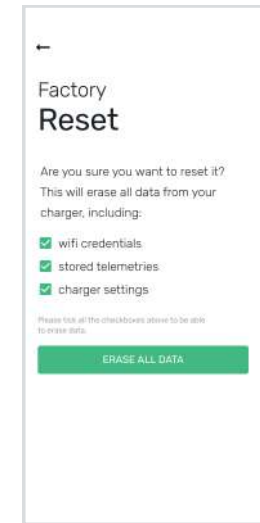 Factory
Reset
Are you sure you want to reset it?
This will erase all data from your
charger, including:
wifi credentials
stored telemetries
charger settings
Please tick all the checkboxes above to be able
to erase data.
ERASE ALL DATA